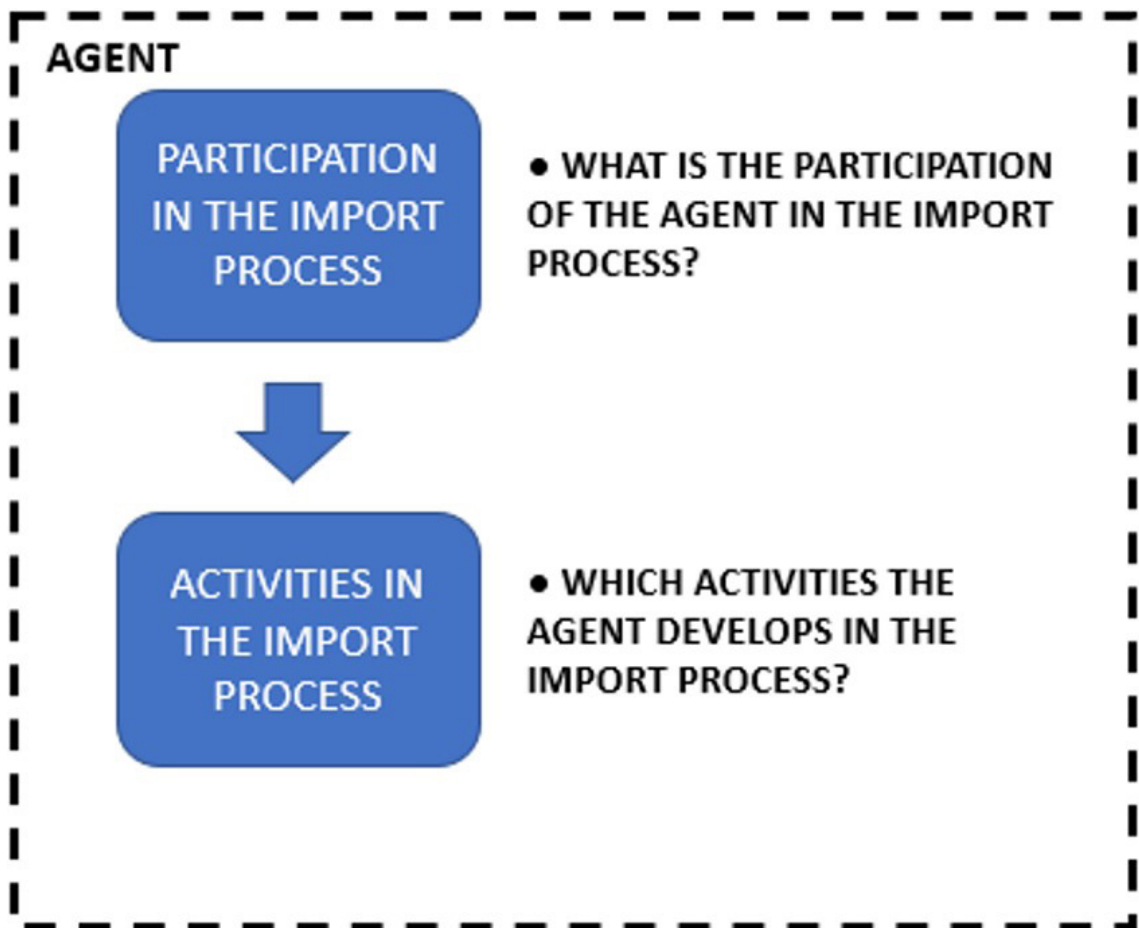 AGENT
PARTICIPATION
IN THE IMPORT
PROCESS
● WHAT IS THE PARTICIPATION
OF THE AGENT IN THE IMPORT
PROCESS?
ACTIVITIES IN
THE IMPORT
PROCESS
● WHICH ACTIVITIES THE
AGENT DEVELOPS IN THE
IMPORT PROCESS?